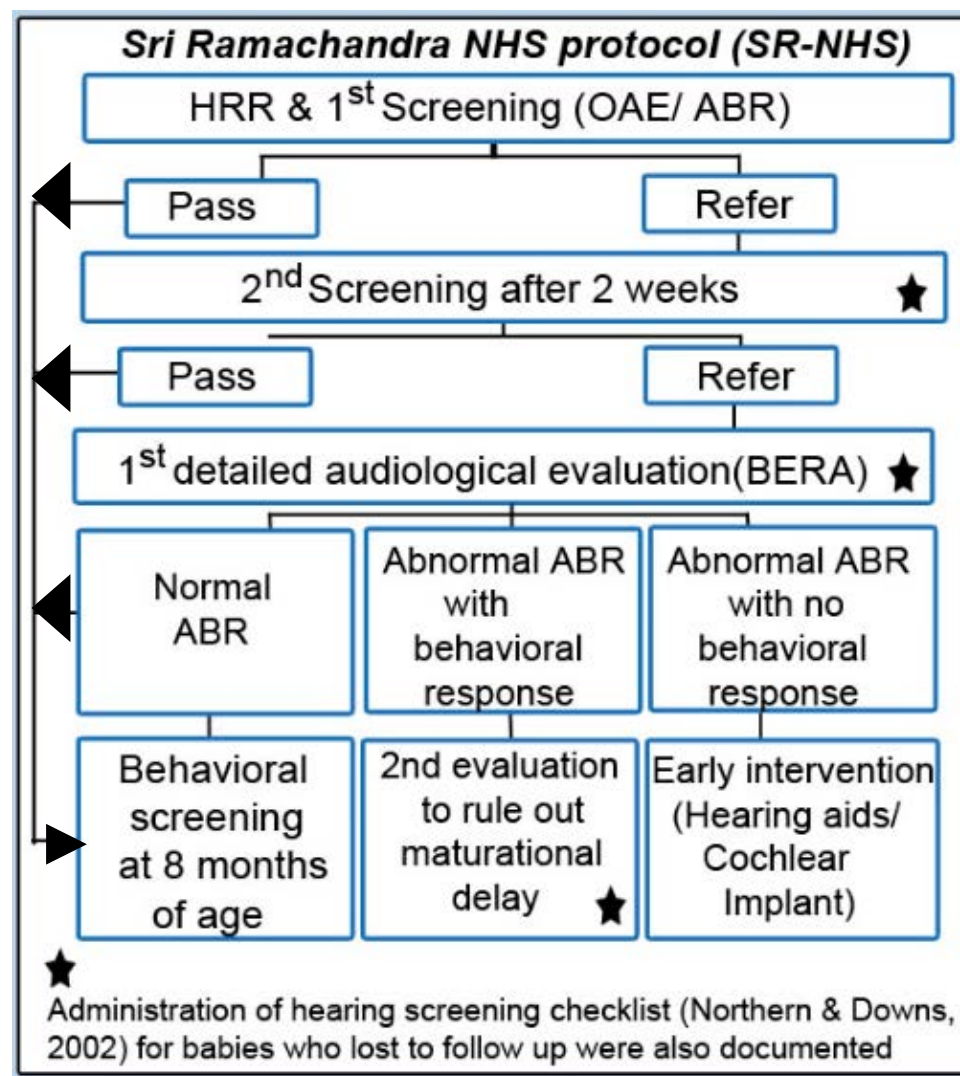 Sri Ramachandra NHS protocol (SR-NHS)
HRR & 1st Screening (OAE/ ABR)
Pass
Refer
2nd Screening after 2 weeks
Pass
Refer
1st detailed audiological evaluation(BERA)
Normal
ABR
Abnormal ABR
with
behavioral
response
Abnormal ABR
with no
behavioral
response
Behavioral
screening
at 8 months
of age
2nd evaluation
to rule out
maturational
delay
Early intervention
(Hearing aids/
Cochlear
Implant)
Administration of hearing screening checklist (Northern & Downs,
2002) for babies who lost to follow up were also documented